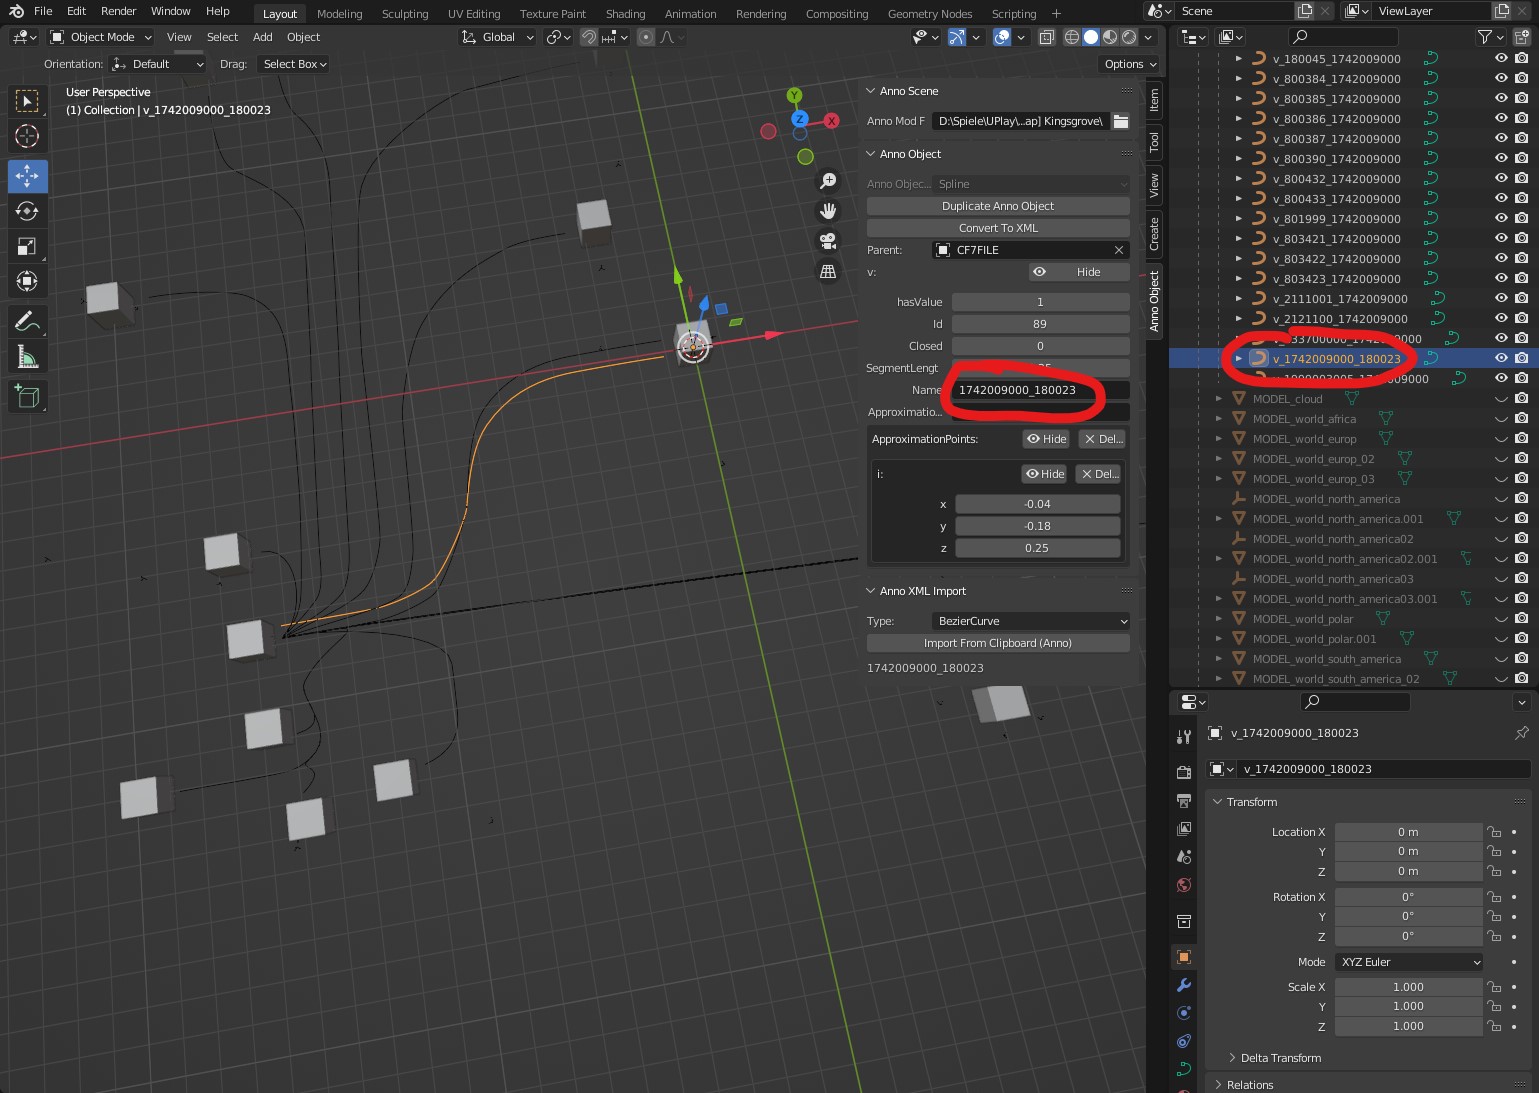 File Edit Render Window Help Layout Modeling Sculpting UV Editing Texture Paint Shading Animation Rendering Compositing Geometry Nodes Scripting + Scene ViewLayer
Object Mode View Select Add Object Global
Orientation: Default Drag: Select Box Options
User Perspective
(1) Collection | v_1742009000_180023
Y
Z
X
Anno Scene
Anno Mod F D:\Spiele\UPlay\...ap] Kingsgrove\
Anno Object
Anno Objec... Spline
Duplicate Anno Object
Convert To XML
Parent: CF7FILE
v: Hide
hasValue 1
Id 89
Closed 0
SegmentLengt
Name 1742009000_180023
Approximatio...
ApproximationPoints: Hide Del...
i: Hide Del...
x -0.04
y -0.18
z 0.25
Anno XML Import
Type: BezierCurve
Import From Clipboard (Anno)
1742009000_180023
Item
Tool
View
Create
Anno Object
v_180045_1742009000
v_800384_1742009000
v_800385_1742009000
v_800386_1742009000
v_800387_1742009000
v_800390_1742009000
v_800432_1742009000
v_800433_1742009000
v_801999_1742009000
v_803421_1742009000
v_803422_1742009000
v_803423_1742009000
v_2111001_1742009000
v_2121100_1742009000
v_1742009000_180023
MODEL_cloud
MODEL_world_africa
MODEL_world_europ
MODEL_world_europ_02
MODEL_world_europ_03
MODEL_world_north_america
MODEL_world_north_america.001
MODEL_world_north_america02
MODEL_world_north_america02.001
MODEL_world_north_america03
MODEL_world_north_america03.001
MODEL_world_polar
MODEL_world_polar.001
MODEL_world_south_america
MODEL_world_south_america_02
v_1742009000_180023
v_1742009000_180023
Transform
Location X 0 m
Y 0 m
Z 0 m
Rotation X 0°
Y 0°
Z 0°
Mode XYZ Euler
Scale X 1.000
Y 1.000
Z 1.000
Delta Transform
Relations